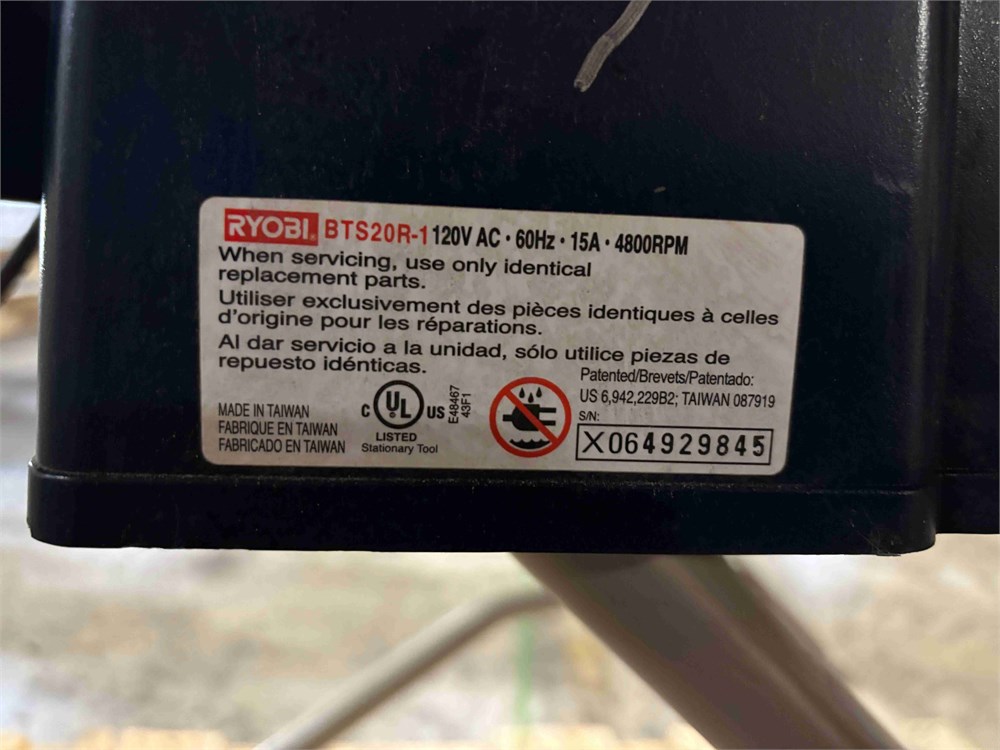 RYOBI BTS20R-1 120V AC · 60Hz · 15A · 4800RPM
When servicing, use only identical
replacement parts.
Utiliser exclusivement des pièces identiques à celles
d'origine pour les réparations.
Al dar servicio a la unidad, sólo utilice piezas de
repuesto idénticas.
MADE IN TAIWAN
FABRIQUE EN TAIWAN
FABRICADO EN TAIWAN
C UL US
LISTED
Stationary Tool
E48467
43F1
Patented/Brevets/Patentado:
US 6,942,229B2; TAIWAN 087919
S/N:
X064929845